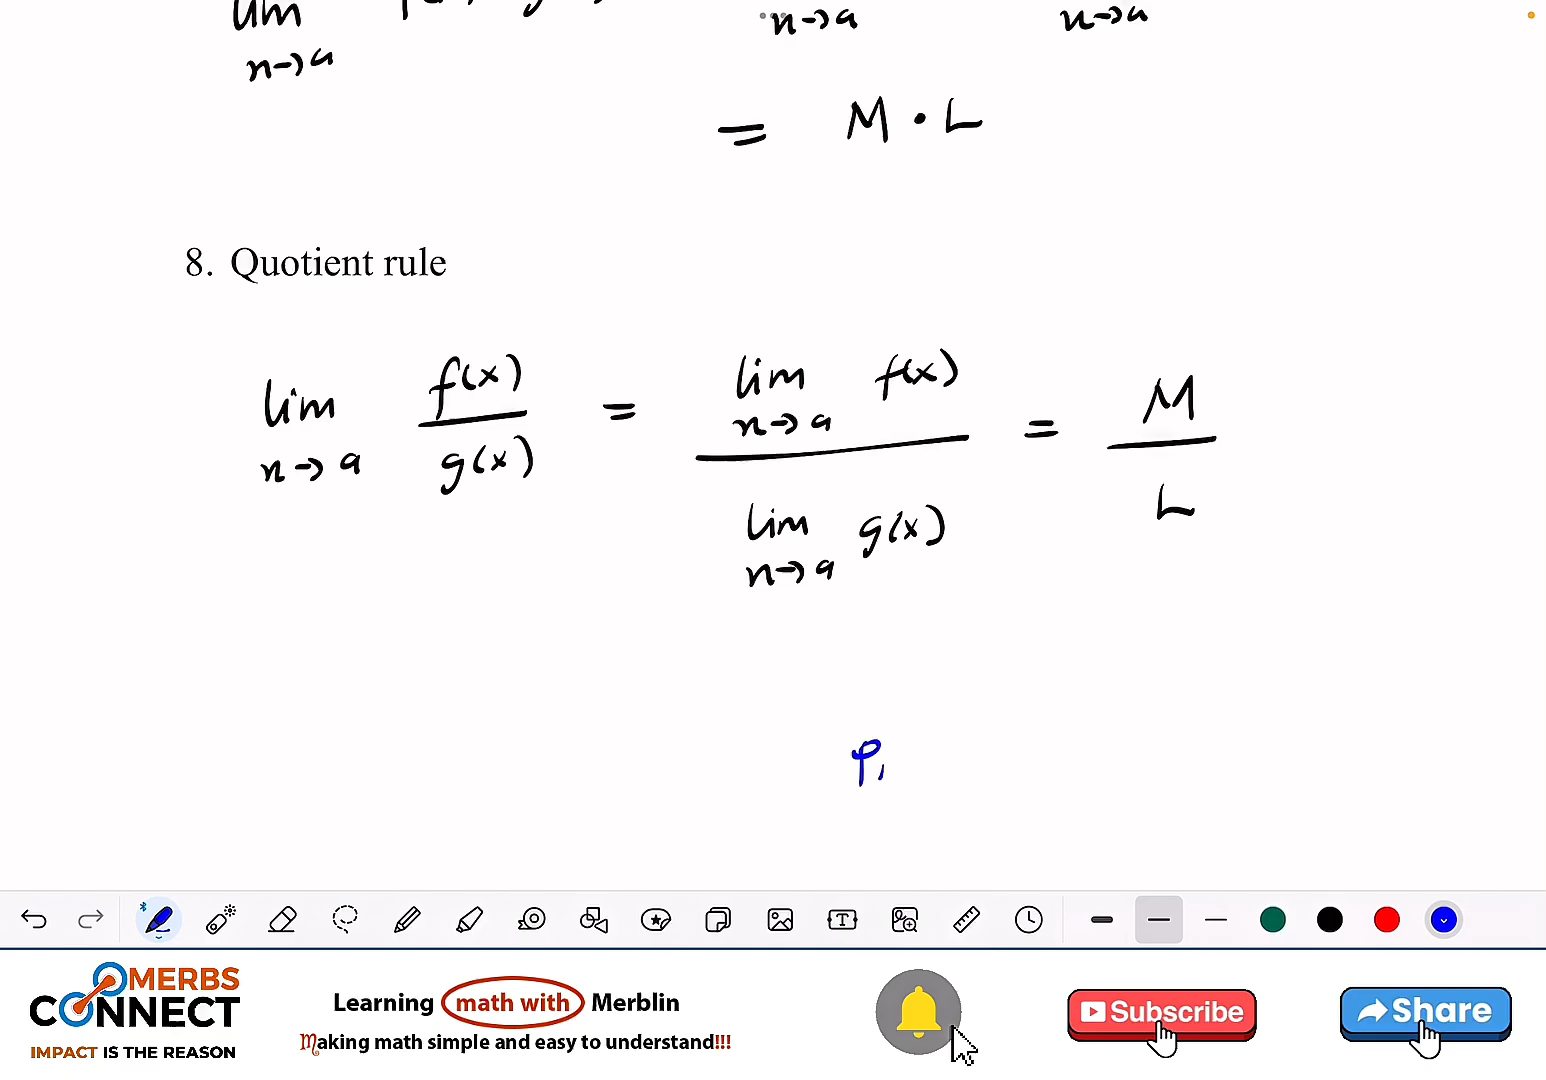 lim
n→a
n→a
n→a
= M · L
8. Quotient rule
lim n→a f(x)/g(x) = lim n→a f(x) / lim n→a g(x) = M/L
MERBS
CONNECT
IMPACT IS THE REASON
Learning math with Merblin
Making math simple and easy to understand!!!
Subscribe
Share